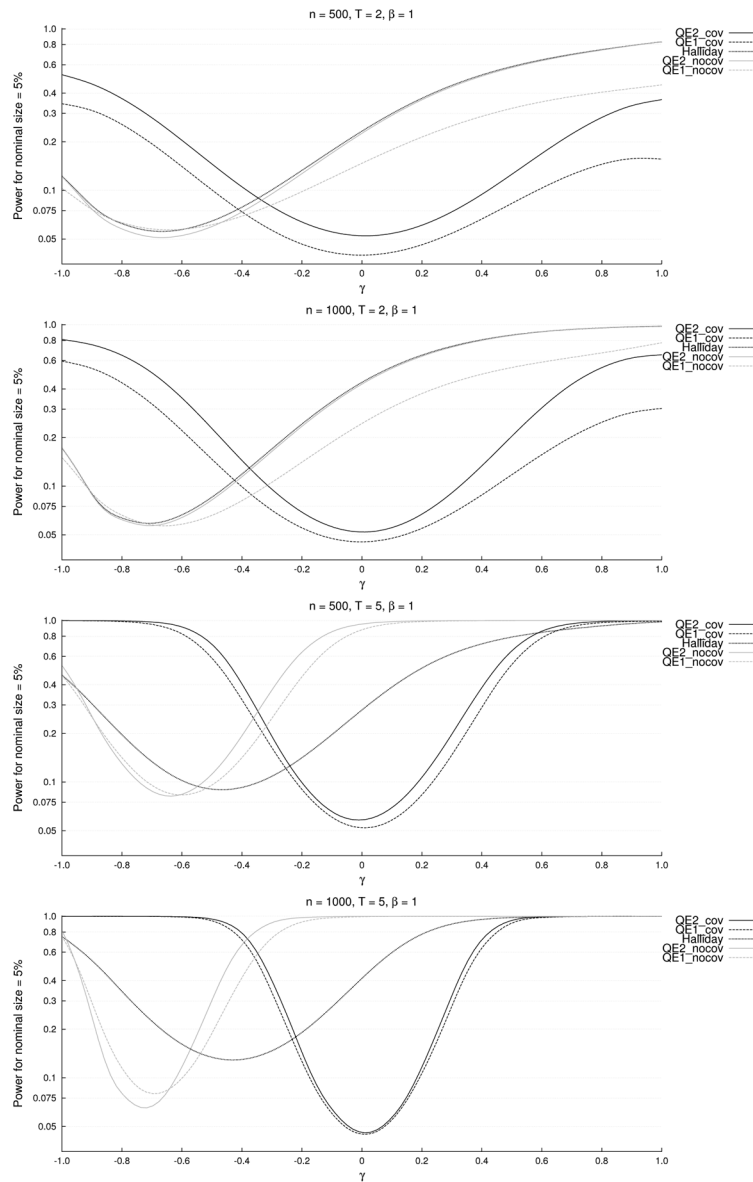 n = 500, T = 2, β = 1
Power for nominal size = 5%
1.0
0.8
0.6
0.4
0.3
0.2
0.1
0.075
0.05
-1.0 -0.8 -0.6 -0.4 -0.2 0 0.2 0.4 0.6 0.8 1.0
γ
QE2_cov
QE1_cov
Halliday
QE2_nocov
QE1_nocov
n = 1000, T = 2, β = 1
Power for nominal size = 5%
1.0
0.8
0.6
0.4
0.3
0.2
0.1
0.075
0.05
-1.0 -0.8 -0.6 -0.4 -0.2 0 0.2 0.4 0.6 0.8 1.0
γ
QE2_cov
QE1_cov
Halliday
QE2_nocov
QE1_nocov
n = 500, T = 5, β = 1
Power for nominal size = 5%
1.0
0.8
0.6
0.4
0.3
0.2
0.1
0.075
0.05
-1.0 -0.8 -0.6 -0.4 -0.2 0 0.2 0.4 0.6 0.8 1.0
γ
QE2_cov
QE1_cov
Halliday
QE2_nocov
QE1_nocov
n = 1000, T = 5, β = 1
Power for nominal size = 5%
1.0
0.8
0.6
0.4
0.3
0.2
0.1
0.075
0.05
-1.0 -0.8 -0.6 -0.4 -0.2 0 0.2 0.4 0.6 0.8 1.0
γ
QE2_cov
QE1_cov
Halliday
QE2_nocov
QE1_nocov